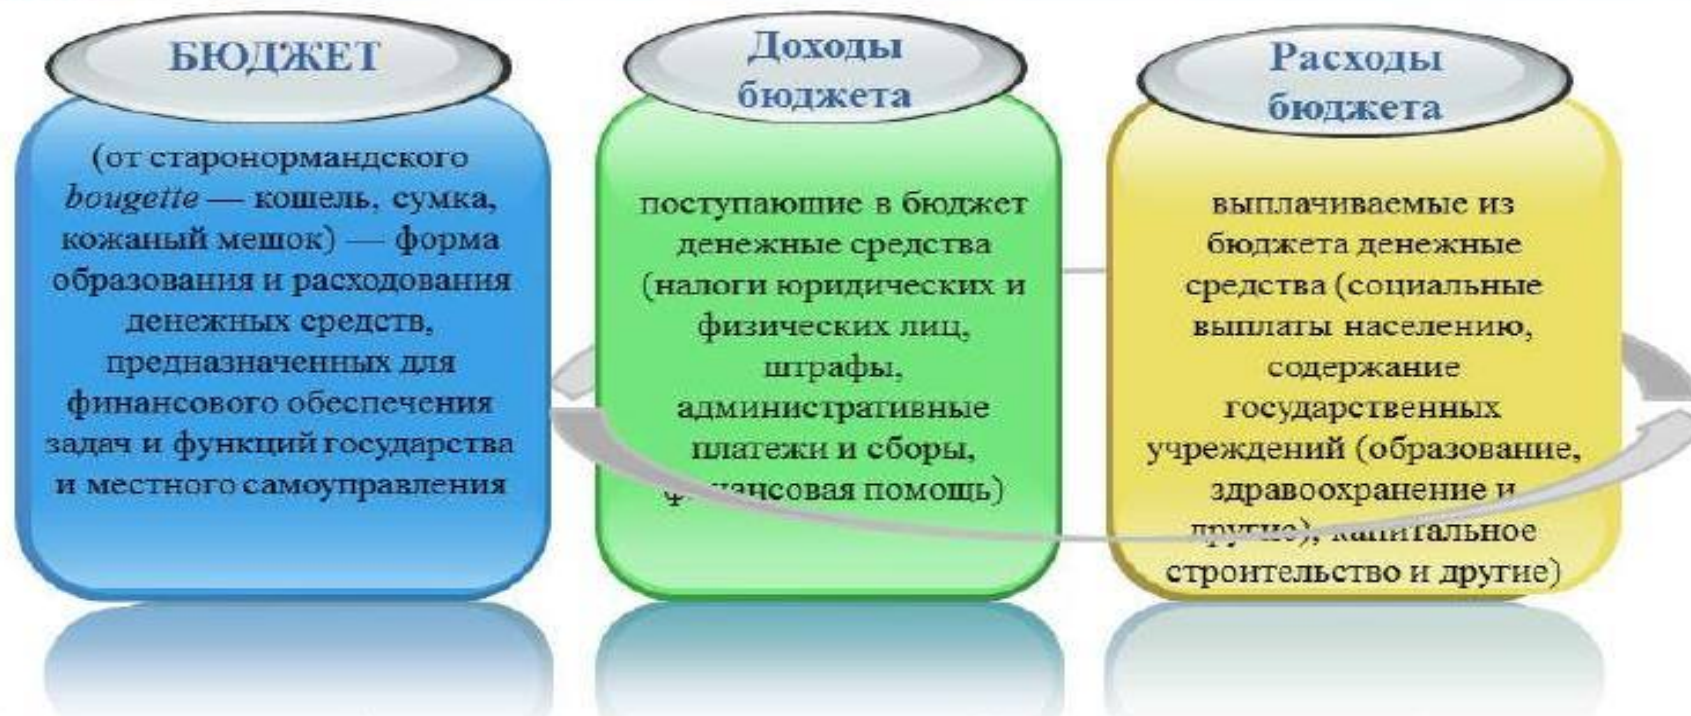 БЮДЖЕТ
(от старонормандского
bougette — кошель, сумка,
кожаный мешок) — форма
образования и расходования
денежных средств,
предназначенных для
финансового обеспечения
задач и функций государства
и местного самоуправления
Доходы
бюджета
поступающие в бюджет
денежные средства
(налоги юридических и
физических лиц,
штрафы,
административные
платежи и сборы,
финансовая помощь)
Расходы
бюджета
выплачиваемые из
бюджета денежные
средства (социальные
выплаты населению,
содержание
государственных
учреждений (образование,
здравоохранение и
другие), капитальное
строительство и другие)